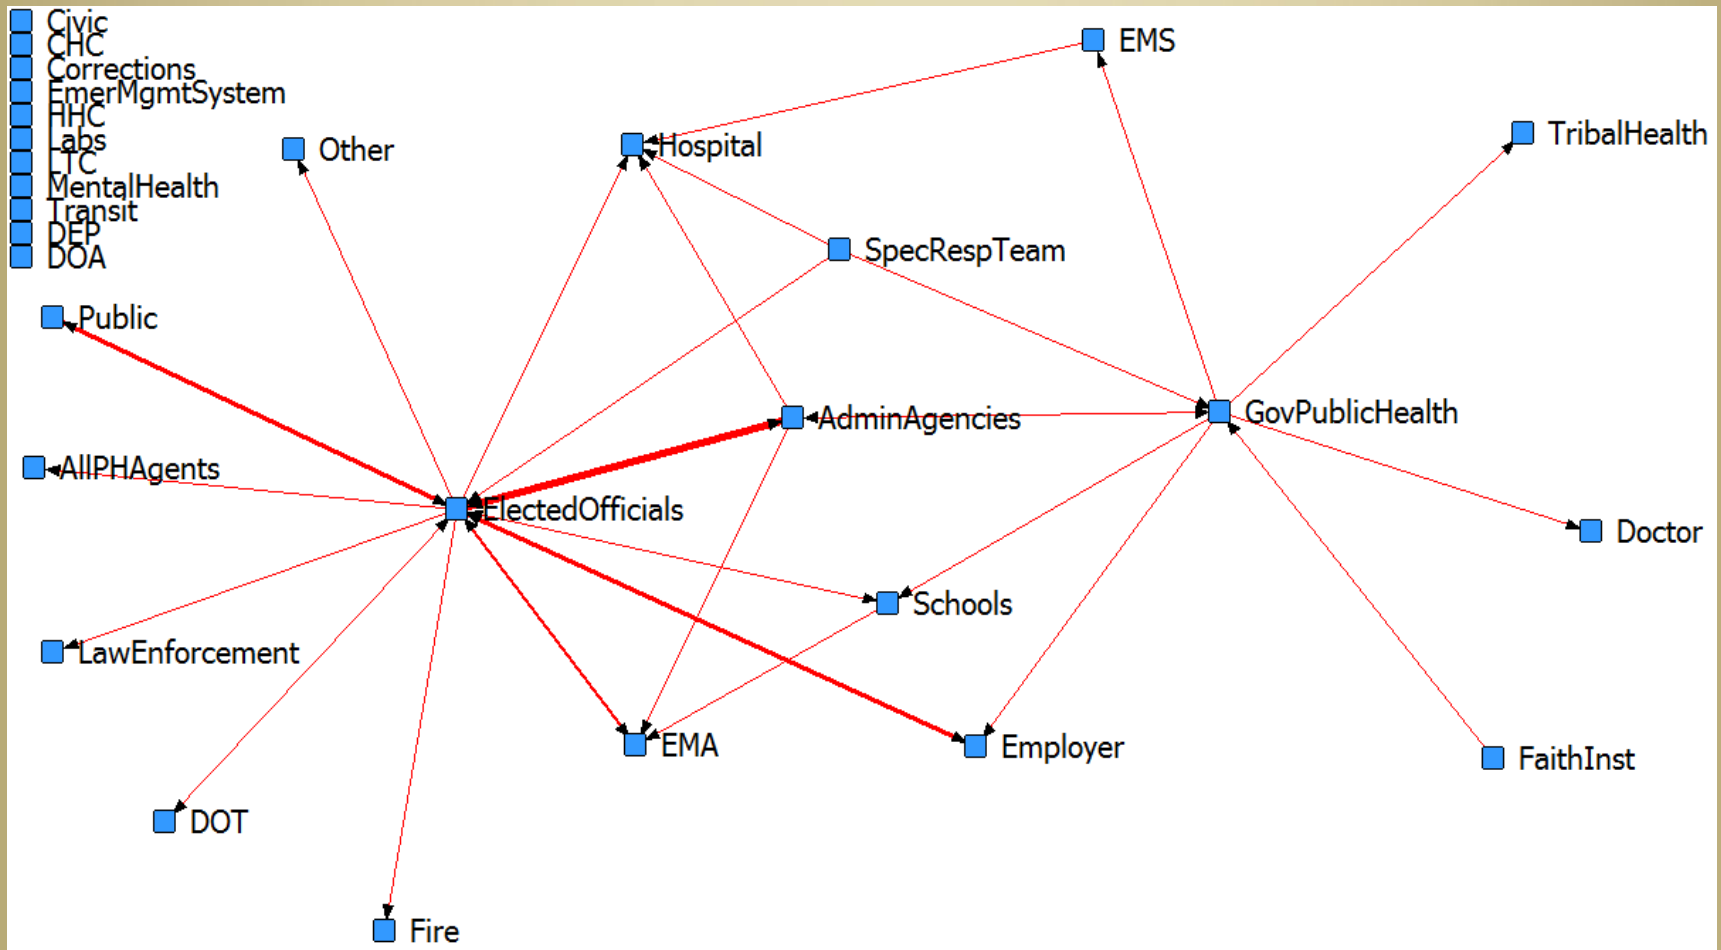 Civic
CHC
Corrections
EmerMgmtSystem
HHC
Labs
LTC
MentalHealth
Transit
DEP
DOA
EMS
Other
Hospital
TribalHealth
SpecRespTeam
Public
AdminAgencies
GovPublicHealth
AllPHAgents
ElectedOfficials
Doctor
Schools
LawEnforcement
EMA
Employer
FaithInst
DOT
Fire